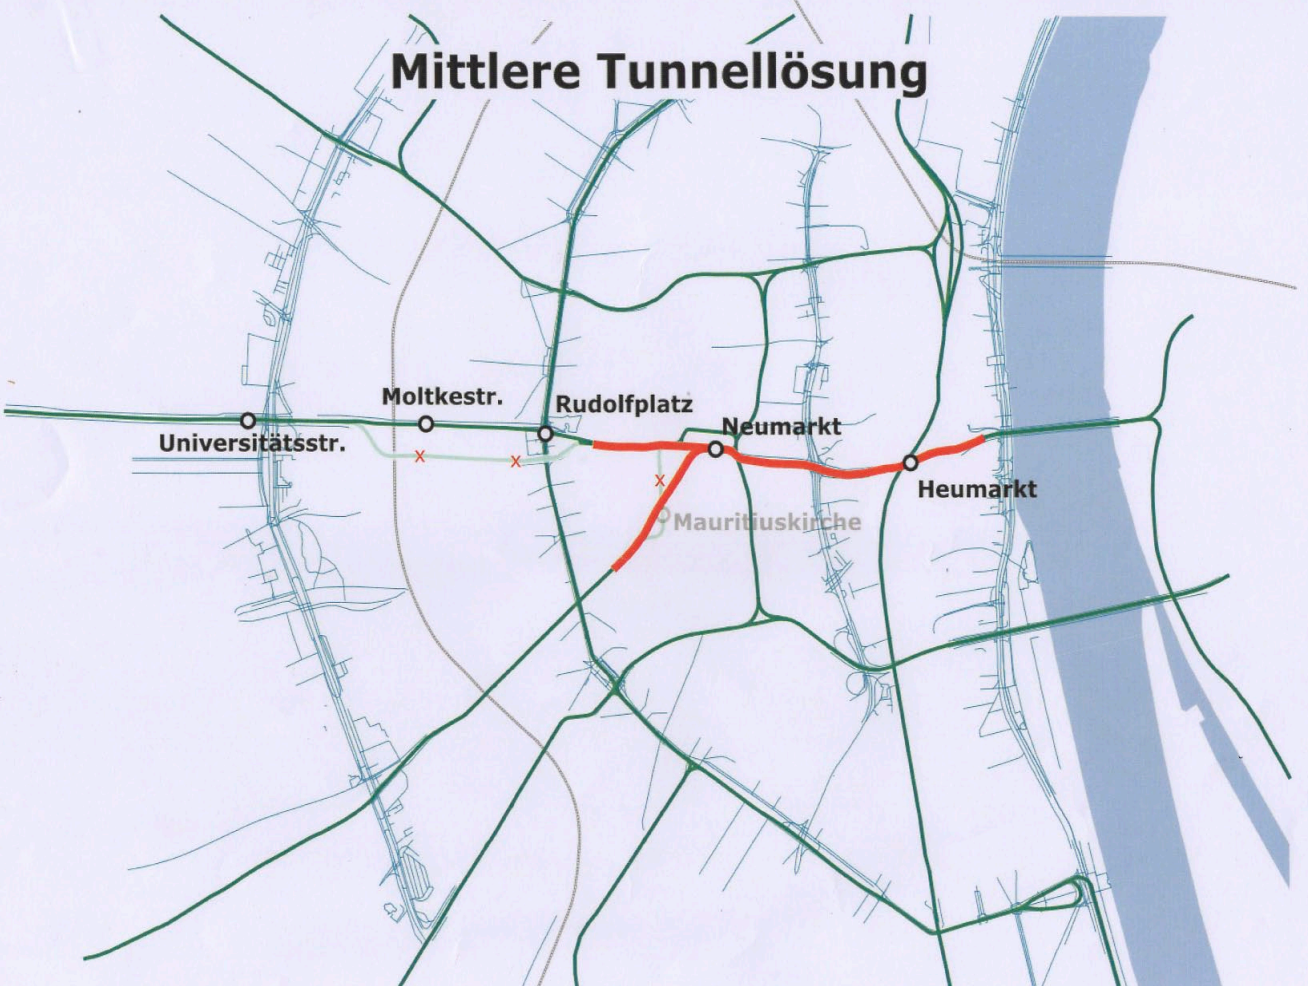 Mittlere Tunnellösung
Moltkestr.
Rudolfplatz
Universitätsstr.
Neumarkt
x
x
x
Heumarkt
Mauritiuskirche